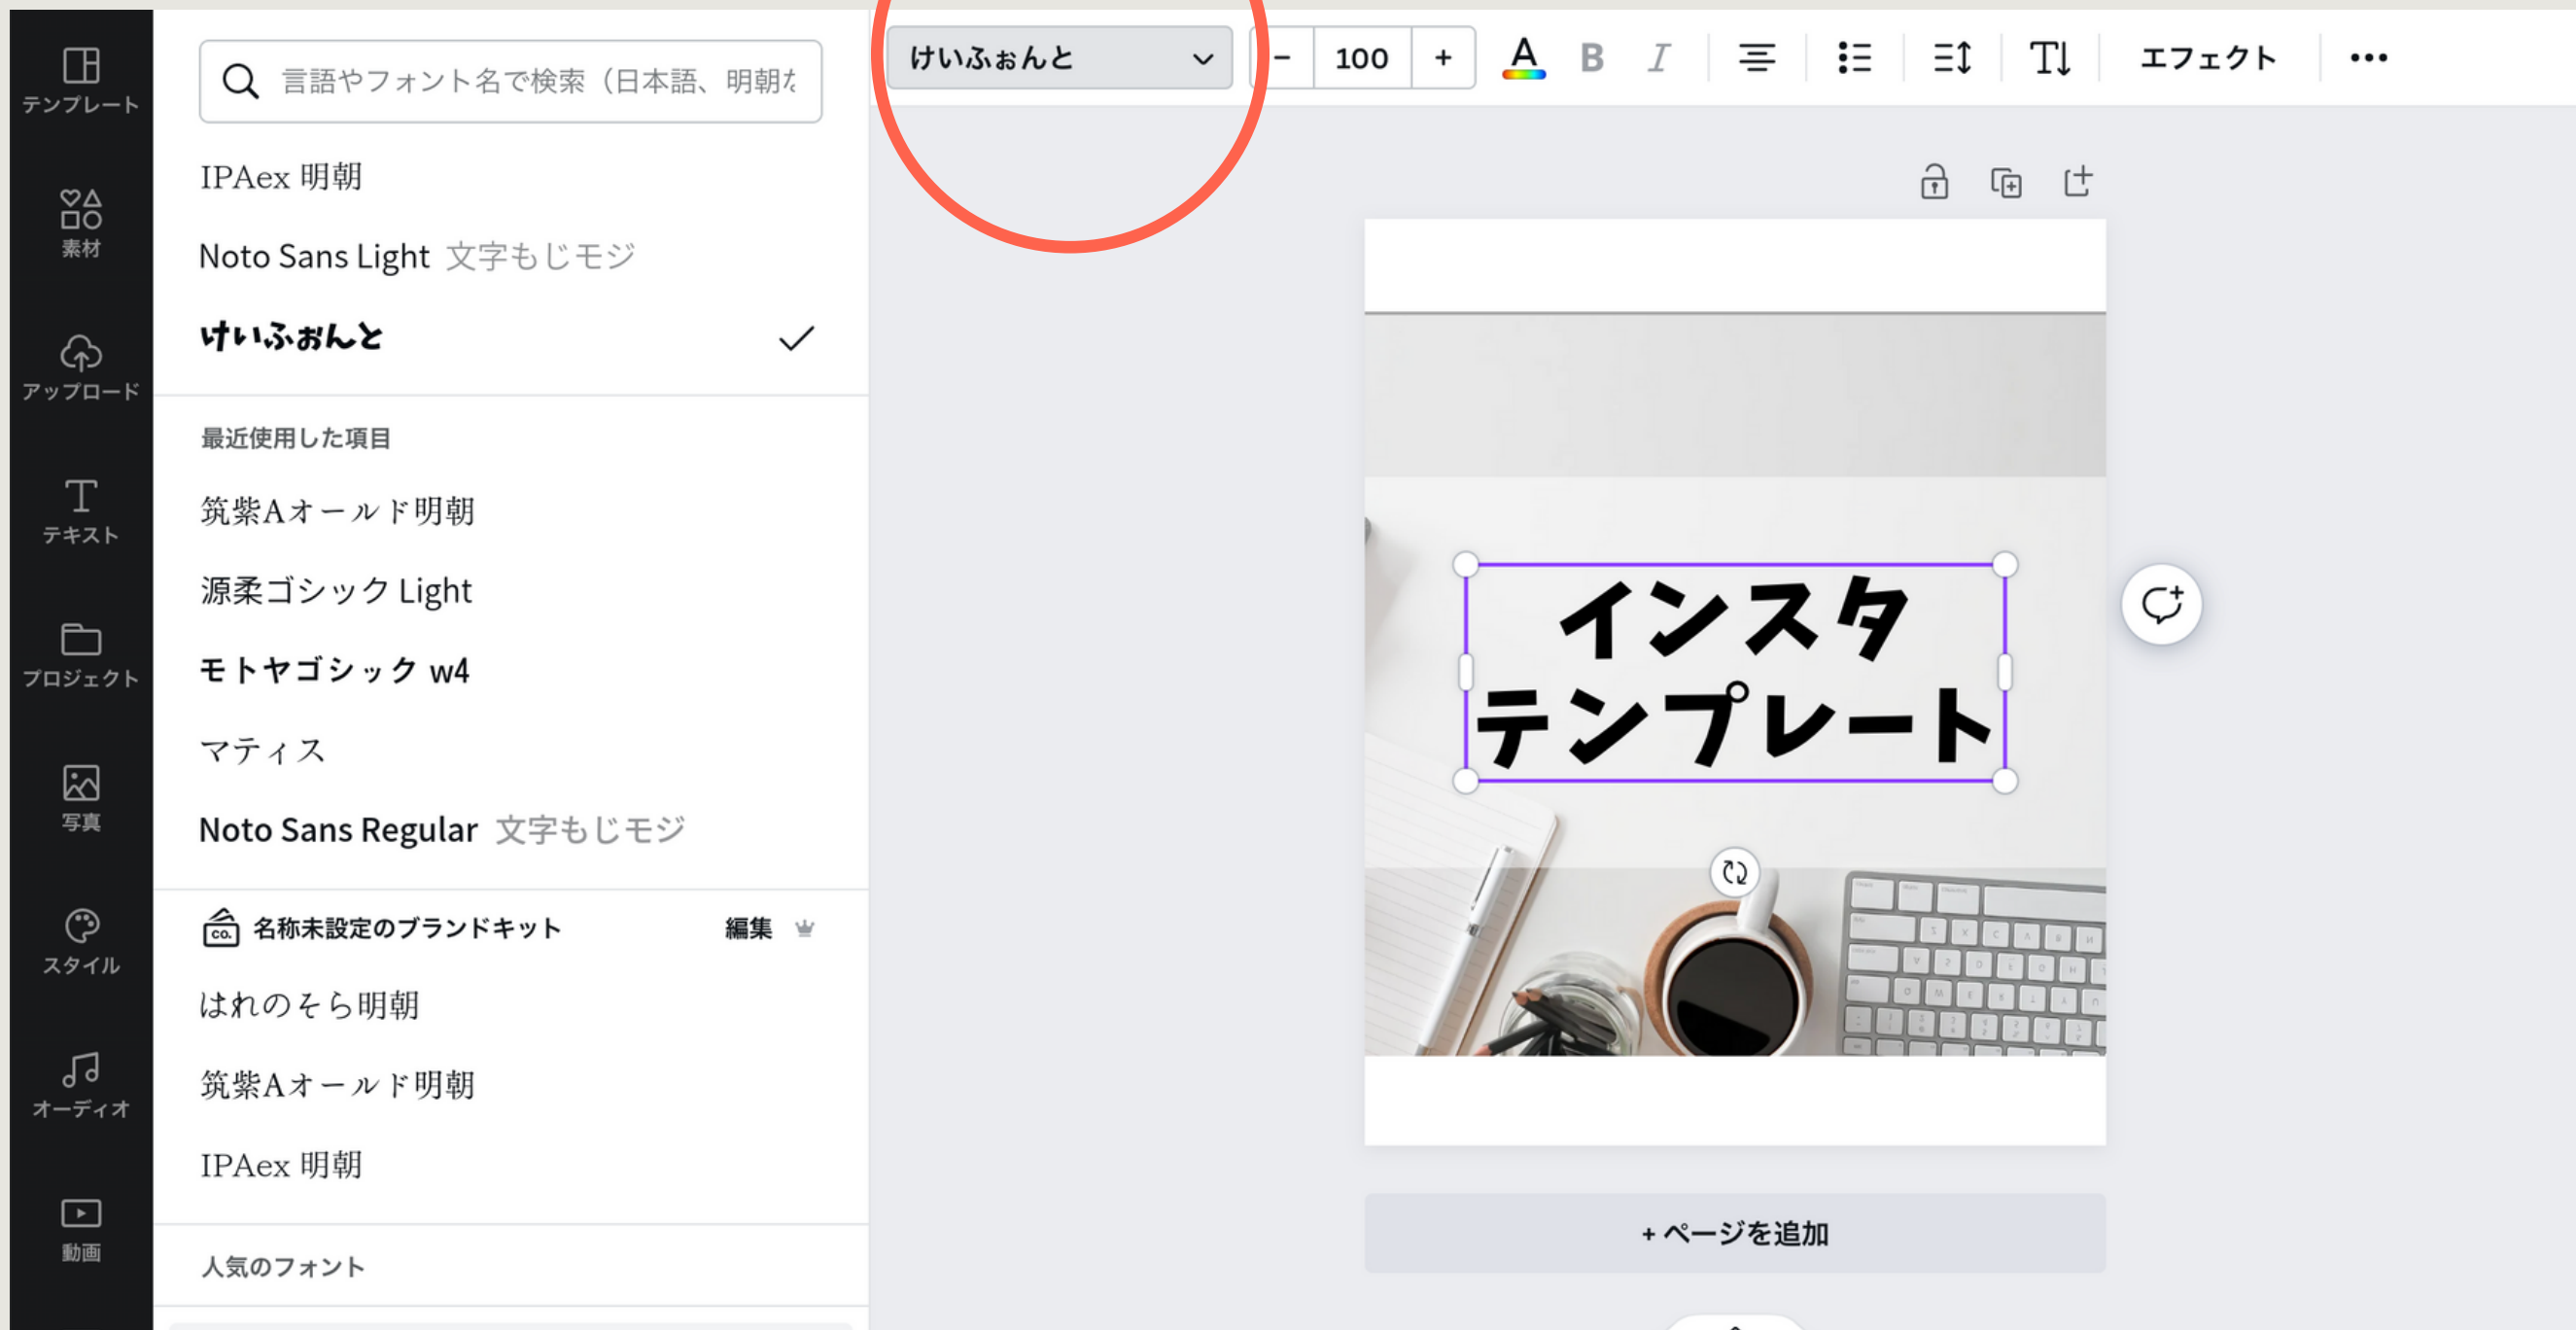 テンプレート
素材
アップロード
テキスト
プロジェクト
写真
スタイル
オーディオ
動画
言語やフォント名で検索（日本語、明朝な
IPAex 明朝
Noto Sans Light 文字もじモジ
けいふぉんと
最近使用した項目
筑紫Aオールド明朝
源柔ゴシック Light
モトヤゴシック w4
マティス
Noto Sans Regular 文字もじモジ
co. 名称未設定のブランドキット 編集
はれのそら明朝
筑紫Aオールド明朝
IPAex 明朝
人気のフォント
けいふぉんと − 100 + A B I エフェクト •••
インスタ
テンプレート
+ ページを追加